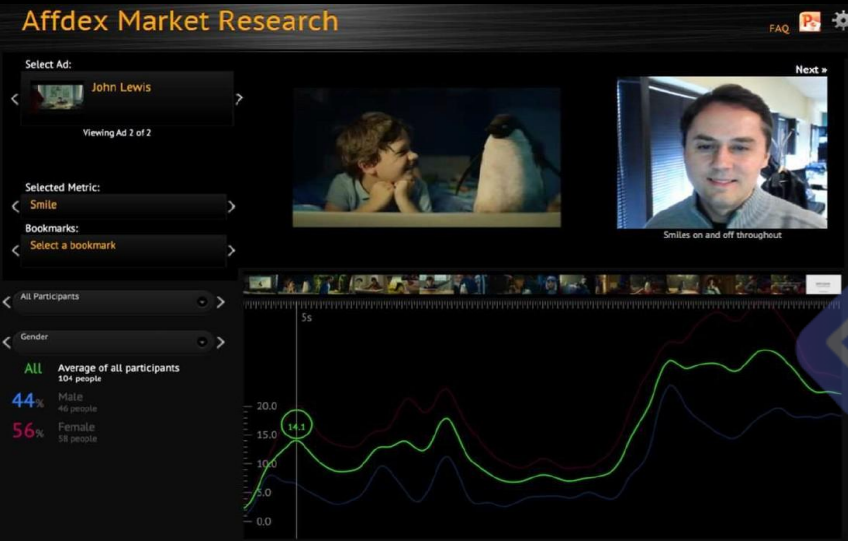 Affdex Market Research
FAQ
Select Ad:
John Lewis
Viewing Ad 2 of 2
Next »
Smiles on and off throughout
Selected Metric:
Smile
Bookmarks:
Select a bookmark
All Participants
Gender
All Average of all participants
104 people
44% Male
46 people
56% Female
58 people
5s
20.0
14.1
15.0
10.0
5.0
0.0